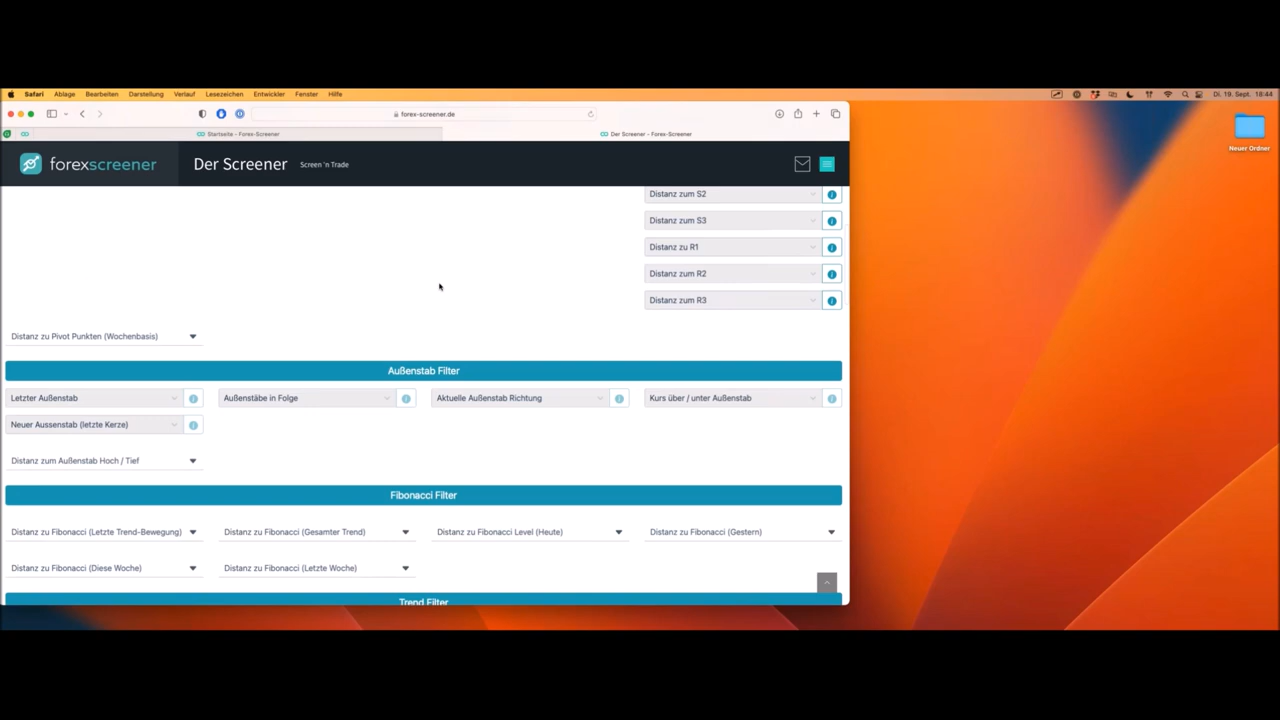 Safari Ablage Bearbeiten Darstellung Verlauf Lesezeichen Entwickler Fenster Hilfe
Di. 19. Sept. 18:44
forex-screener.de
Startseite - Forex-Screener
Der Screener - Forex-Screener
Neuer Ordner
forexscreener
Der Screener
Screen 'n Trade
Distanz zum S2
Distanz zum S3
Distanz zu R1
Distanz zum R2
Distanz zum R3
Distanz zu Pivot Punkten (Wochenbasis)
Außenstab Filter
Letzter Außenstab
Außenstäbe in Folge
Aktuelle Außenstab Richtung
Kurs über / unter Außenstab
Neuer Aussenstab (letzte Kerze)
Distanz zum Außenstab Hoch / Tief
Fibonacci Filter
Distanz zu Fibonacci (Letzte Trend-Bewegung)
Distanz zu Fibonacci (Gesamter Trend)
Distanz zu Fibonacci Level (Heute)
Distanz zu Fibonacci (Gestern)
Distanz zu Fibonacci (Diese Woche)
Distanz zu Fibonacci (Letzte Woche)
Trend Filter